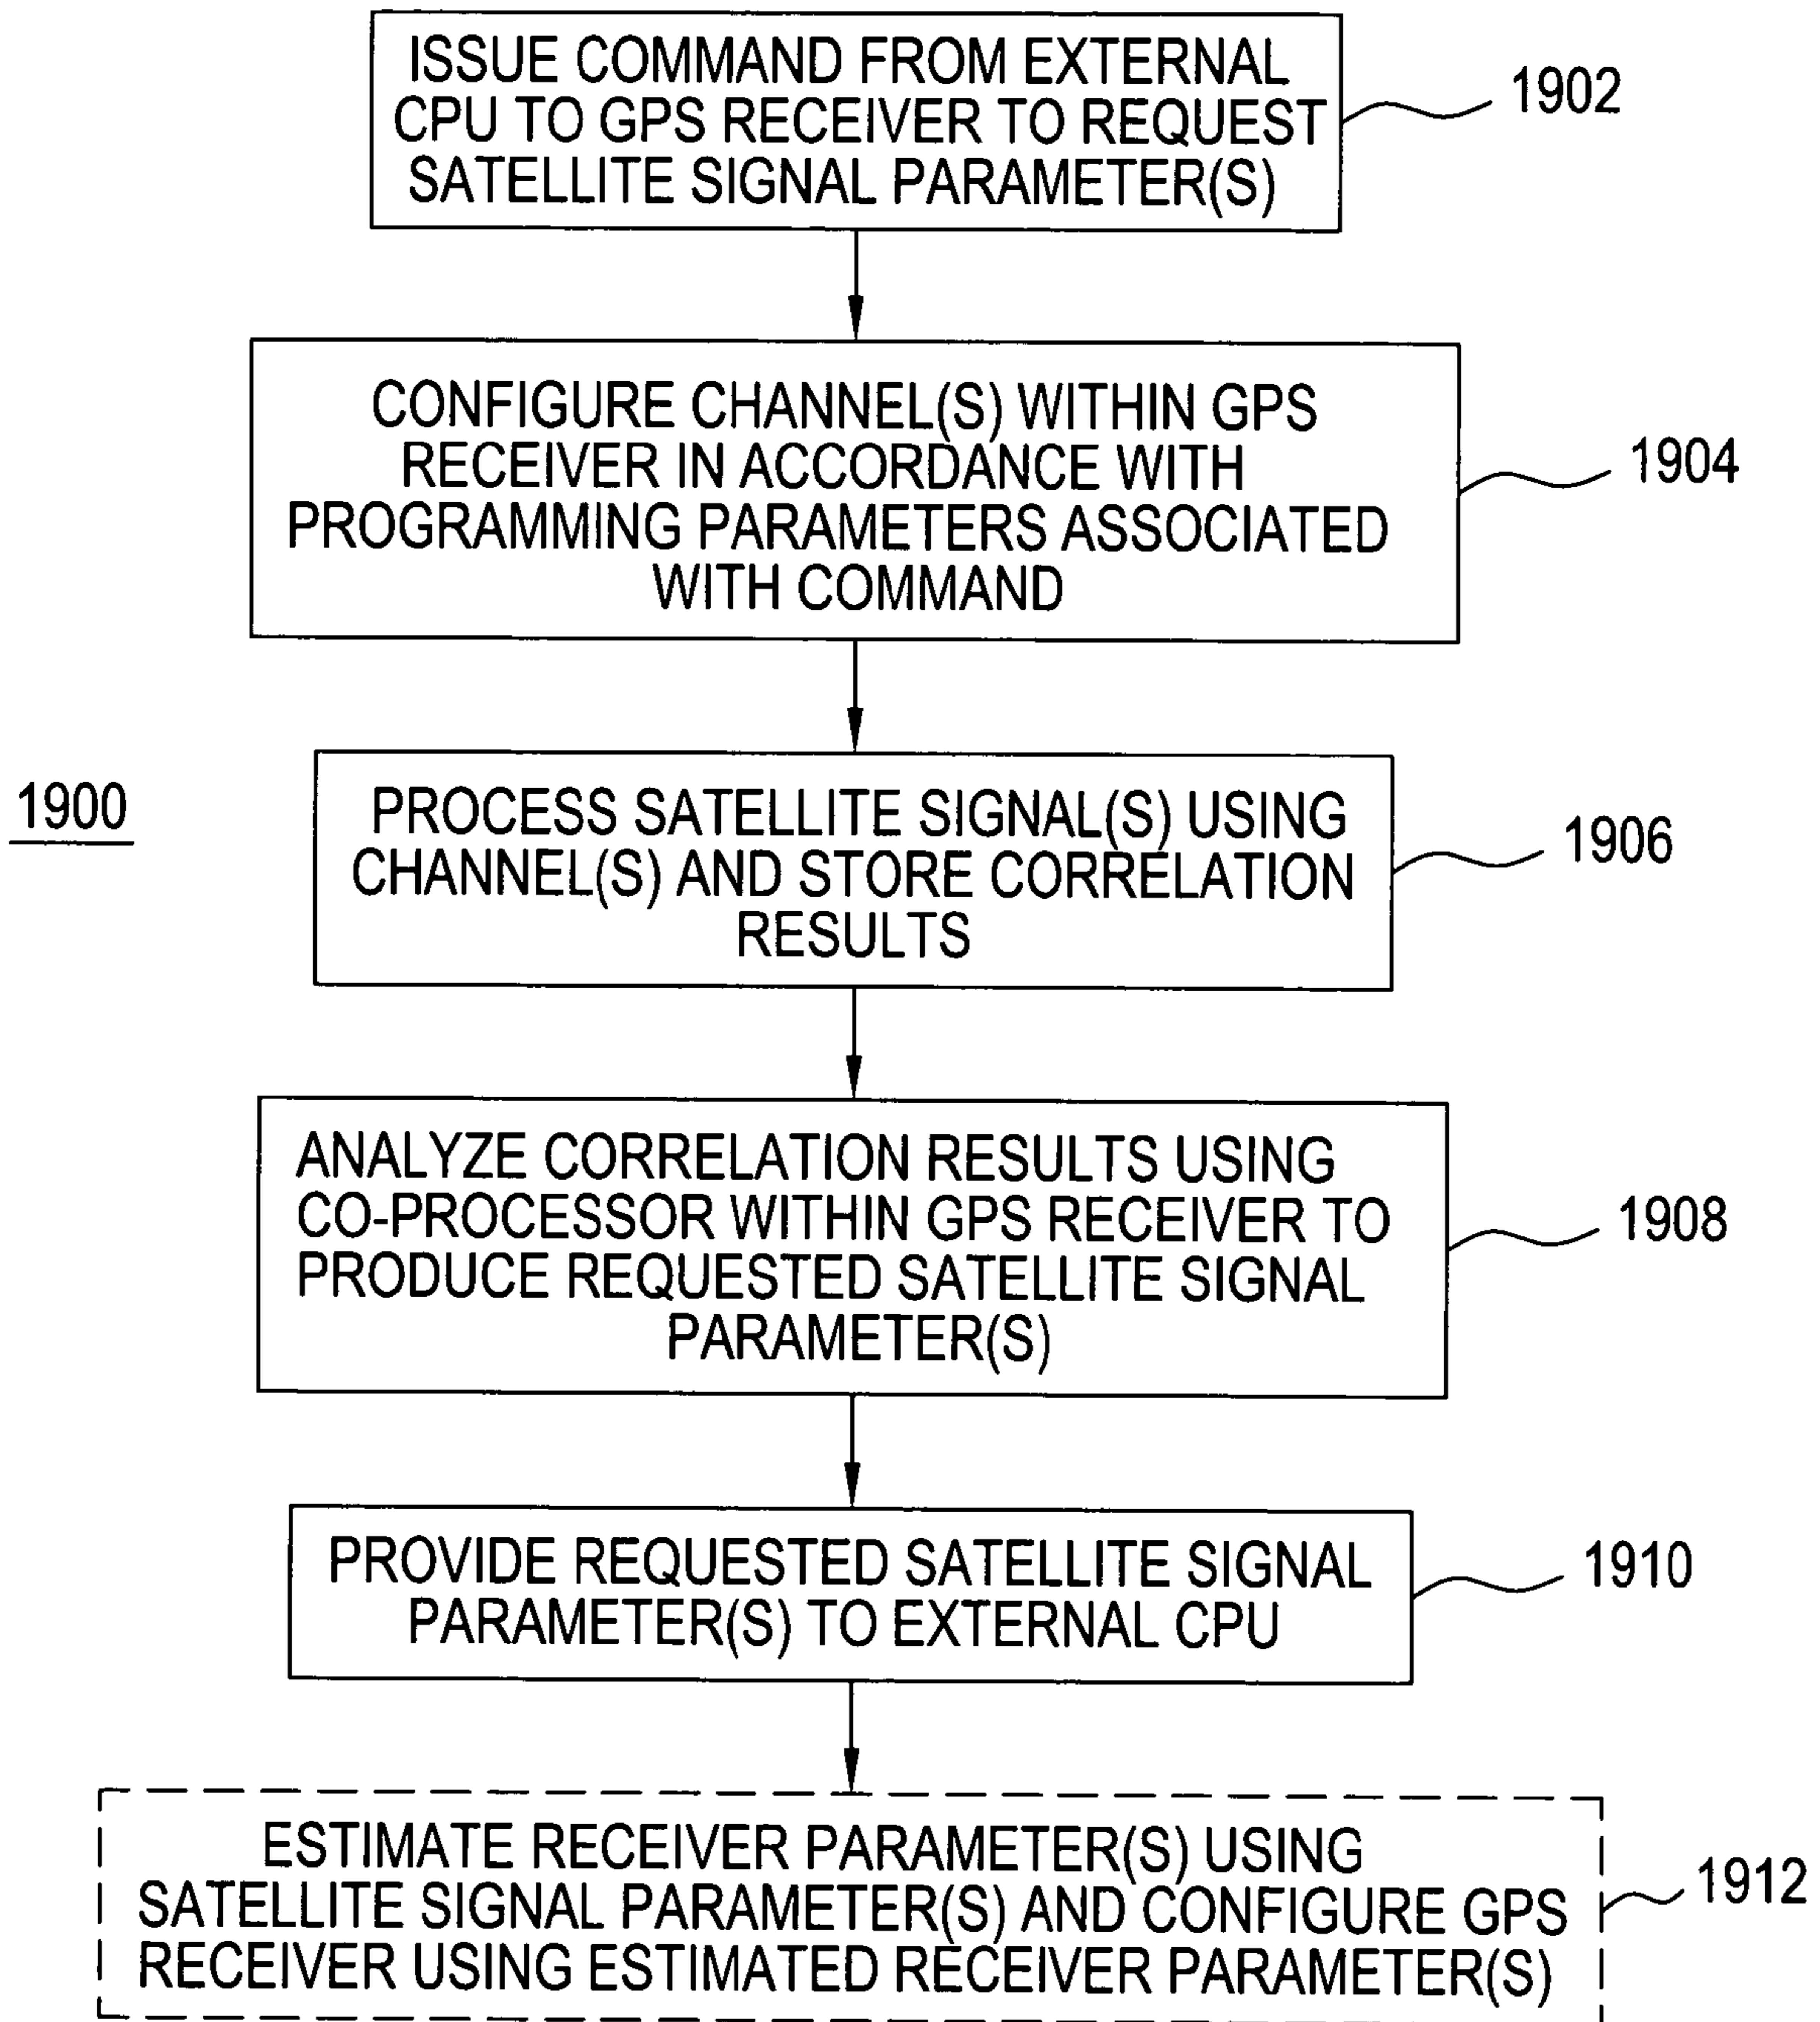 ISSUE COMMAND FROM EXTERNAL
CPU TO GPS RECEIVER TO REQUEST
SATELLITE SIGNAL PARAMETER(S)
1902
CONFIGURE CHANNEL(S) WITHIN GPS
RECEIVER IN ACCORDANCE WITH
PROGRAMMING PARAMETERS ASSOCIATED
WITH COMMAND
1904
1900
PROCESS SATELLITE SIGNAL(S) USING
CHANNEL(S) AND STORE CORRELATION
RESULTS
1906
ANALYZE CORRELATION RESULTS USING
CO-PROCESSOR WITHIN GPS RECEIVER TO
PRODUCE REQUESTED SATELLITE SIGNAL
PARAMETER(S)
1908
PROVIDE REQUESTED SATELLITE SIGNAL
PARAMETER(S) TO EXTERNAL CPU
1910
ESTIMATE RECEIVER PARAMETER(S) USING
SATELLITE SIGNAL PARAMETER(S) AND CONFIGURE GPS
RECEIVER USING ESTIMATED RECEIVER PARAMETER(S)
1912